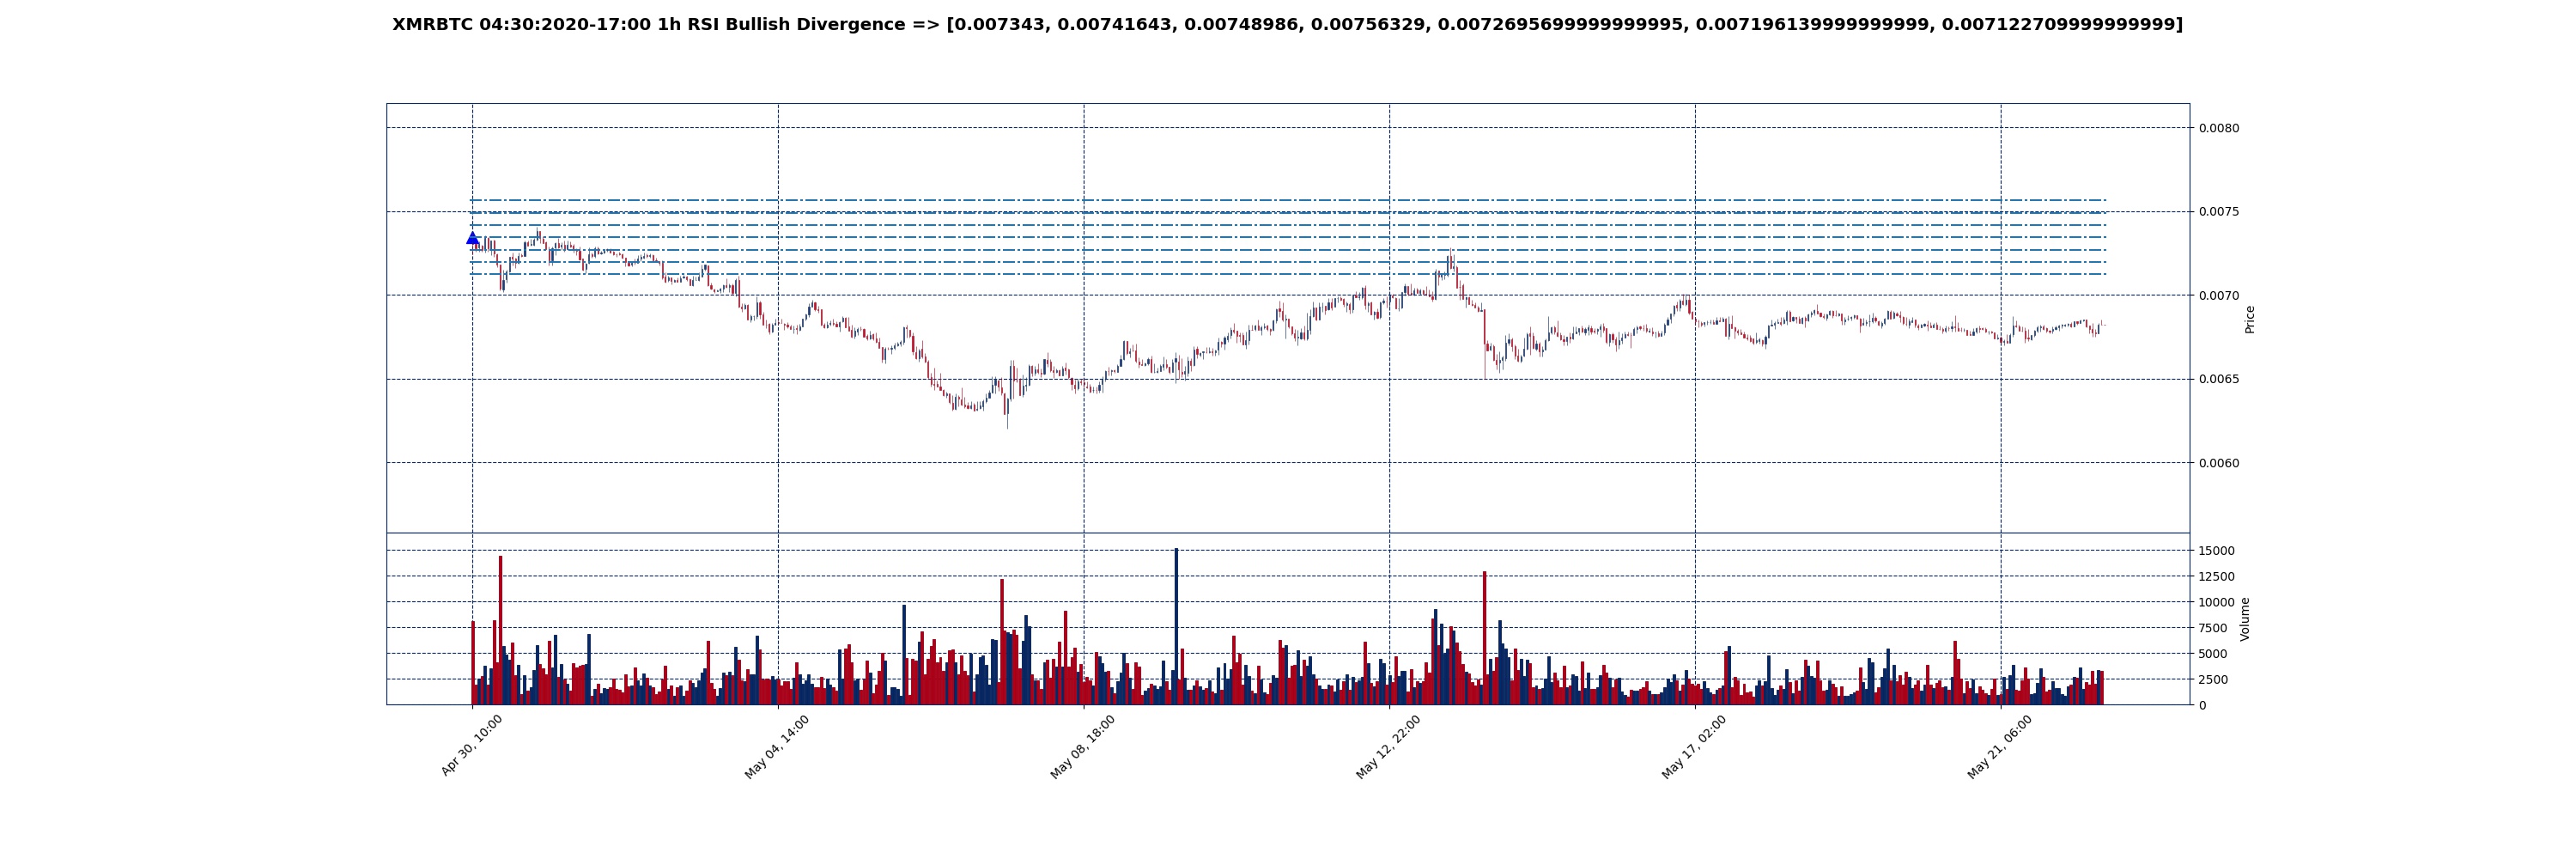 XMRBTC 04:30:2020-17:00 1h RSI Bullish Divergence => [0.007343, 0.00741643, 0.00748986, 0.00756329, 0.0072695699999999995, 0.007196139999999999, 0.007122709999999999]
0.0080
0.0075
0.0070
0.0065
0.0060
Price
15000
12500
10000
7500
5000
2500
0
Volume
Apr 30, 10:00
May 04, 14:00
May 08, 18:00
May 12, 22:00
May 17, 02:00
May 21, 06:00